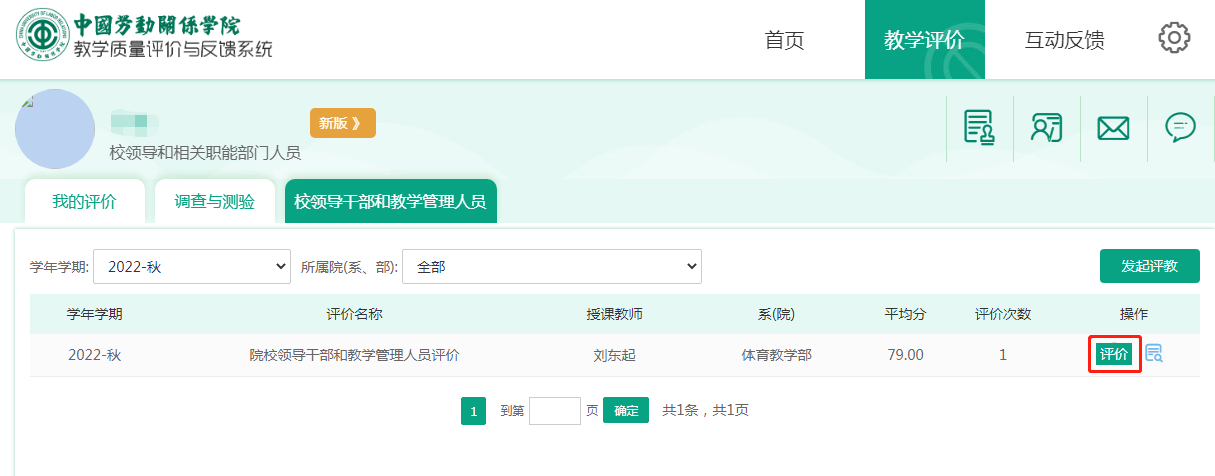 中國劳動關係学院
教学质量评价与反馈系统
首页 教学评价 互动反馈
新版 》
校领导和相关职能部门人员
我的评价 调查与测验 校领导干部和教学管理人员
学年学期: 2022-秋 所属院(系、部): 全部 发起评教
学年学期 评价名称 授课教师 系(院) 平均分 评价次数 操作
2022-秋 院校领导干部和教学管理人员评价 刘东起 体育教学部 79.00 1 评价
1 到第 页 确定 共1条，共1页